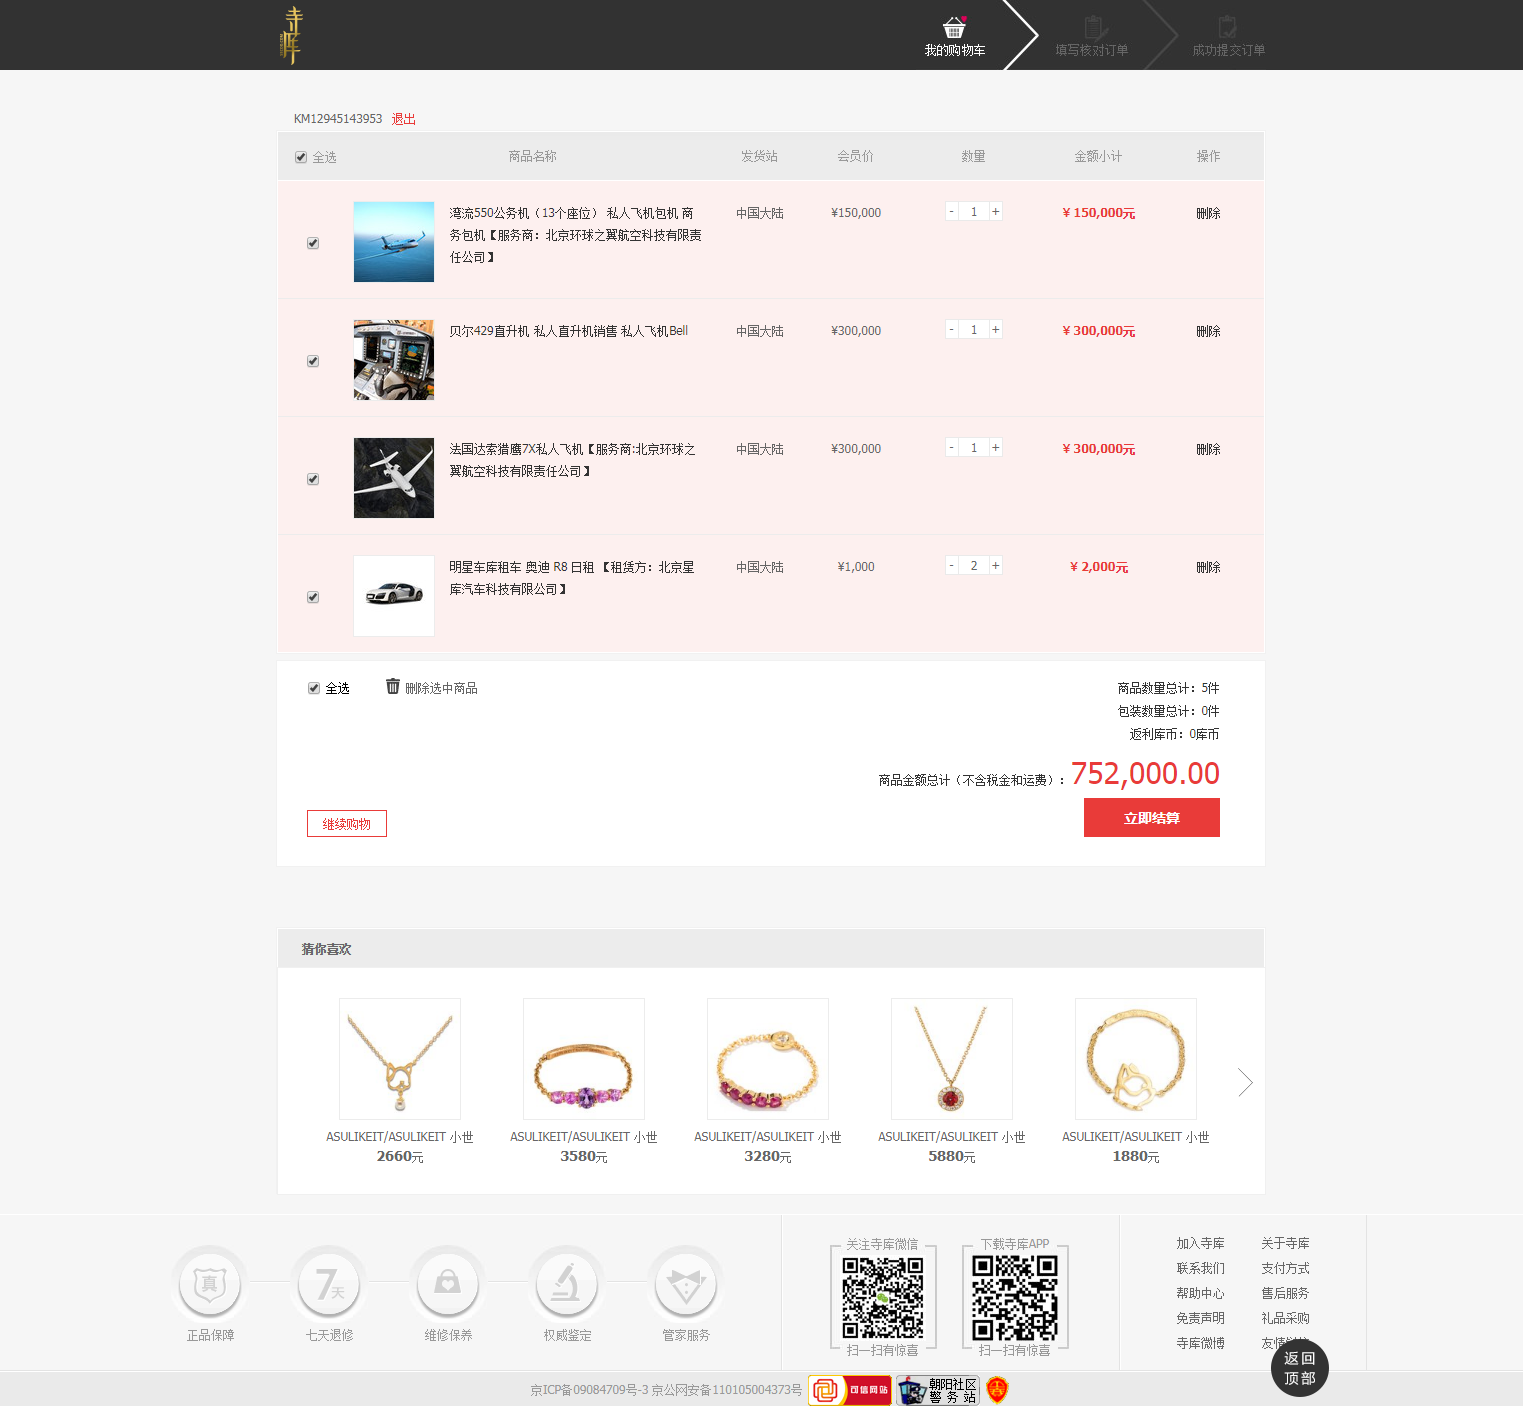 寺库
我的购物车
填写核对订单
成功提交订单
KM12945143953 退出
全选 商品名称 发货站 会员价 数量 金额小计 操作
湾流550公务机（13个座位） 私人飞机包机 商 中国大陆 ¥150,000 - 1 + ¥ 150,000元 删除
务包机【服务商：北京环球之翼航空科技有限责
任公司】
贝尔429直升机 私人直升机销售 私人飞机Bell 中国大陆 ¥300,000 - 1 + ¥ 300,000元 删除
法国达索猎鹰7X私人飞机【服务商:北京环球之 中国大陆 ¥300,000 - 1 + ¥ 300,000元 删除
翼航空科技有限责任公司】
明星车库租车 奥迪 R8 日租 【租赁方：北京星 中国大陆 ¥1,000 - 2 + ¥ 2,000元 删除
库汽车科技有限公司】
全选 删除选中商品
商品数量总计：5件
包装数量总计：0件
返利库币：0库币
商品金额总计（不含税金和运费）：752,000.00
继续购物
立即结算
猜你喜欢
ASULIKEIT/ASULIKEIT 小世
2660元
ASULIKEIT/ASULIKEIT 小世
3580元
ASULIKEIT/ASULIKEIT 小世
3280元
ASULIKEIT/ASULIKEIT 小世
5880元
ASULIKEIT/ASULIKEIT 小世
1880元
真
正品保障
7天
七天退修
维修保养
权威鉴定
管家服务
关注寺库微信
扫一扫有惊喜
下载寺库APP
扫一扫有惊喜
加入寺库 关于寺库
联系我们 支付方式
帮助中心 售后服务
免责声明 礼品采购
寺库微博 友情
返回
顶部
京ICP备09084709号-3 京公网安备110105004373号
可信网站
朝阳社区
警 务 站